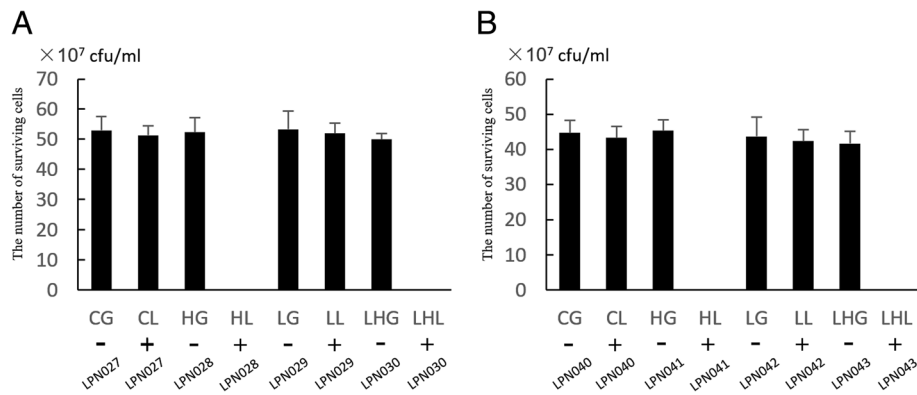 A
×10⁷ cfu/ml
The number of surviving cells
70
60
50
40
30
20
10
0
CG CL HG HL LG LL LHG LHL
- + - + - + - +
LPN027 LPN027 LPN028 LPN028 LPN029 LPN029 LPN030 LPN030
B
×10⁷ cfu/ml
The number of surviving cells
60
50
40
30
20
10
0
CG CL HG HL LG LL LHG LHL
- + - + - + - +
LPN040 LPN040 LPN041 LPN041 LPN042 LPN042 LPN043 LPN043